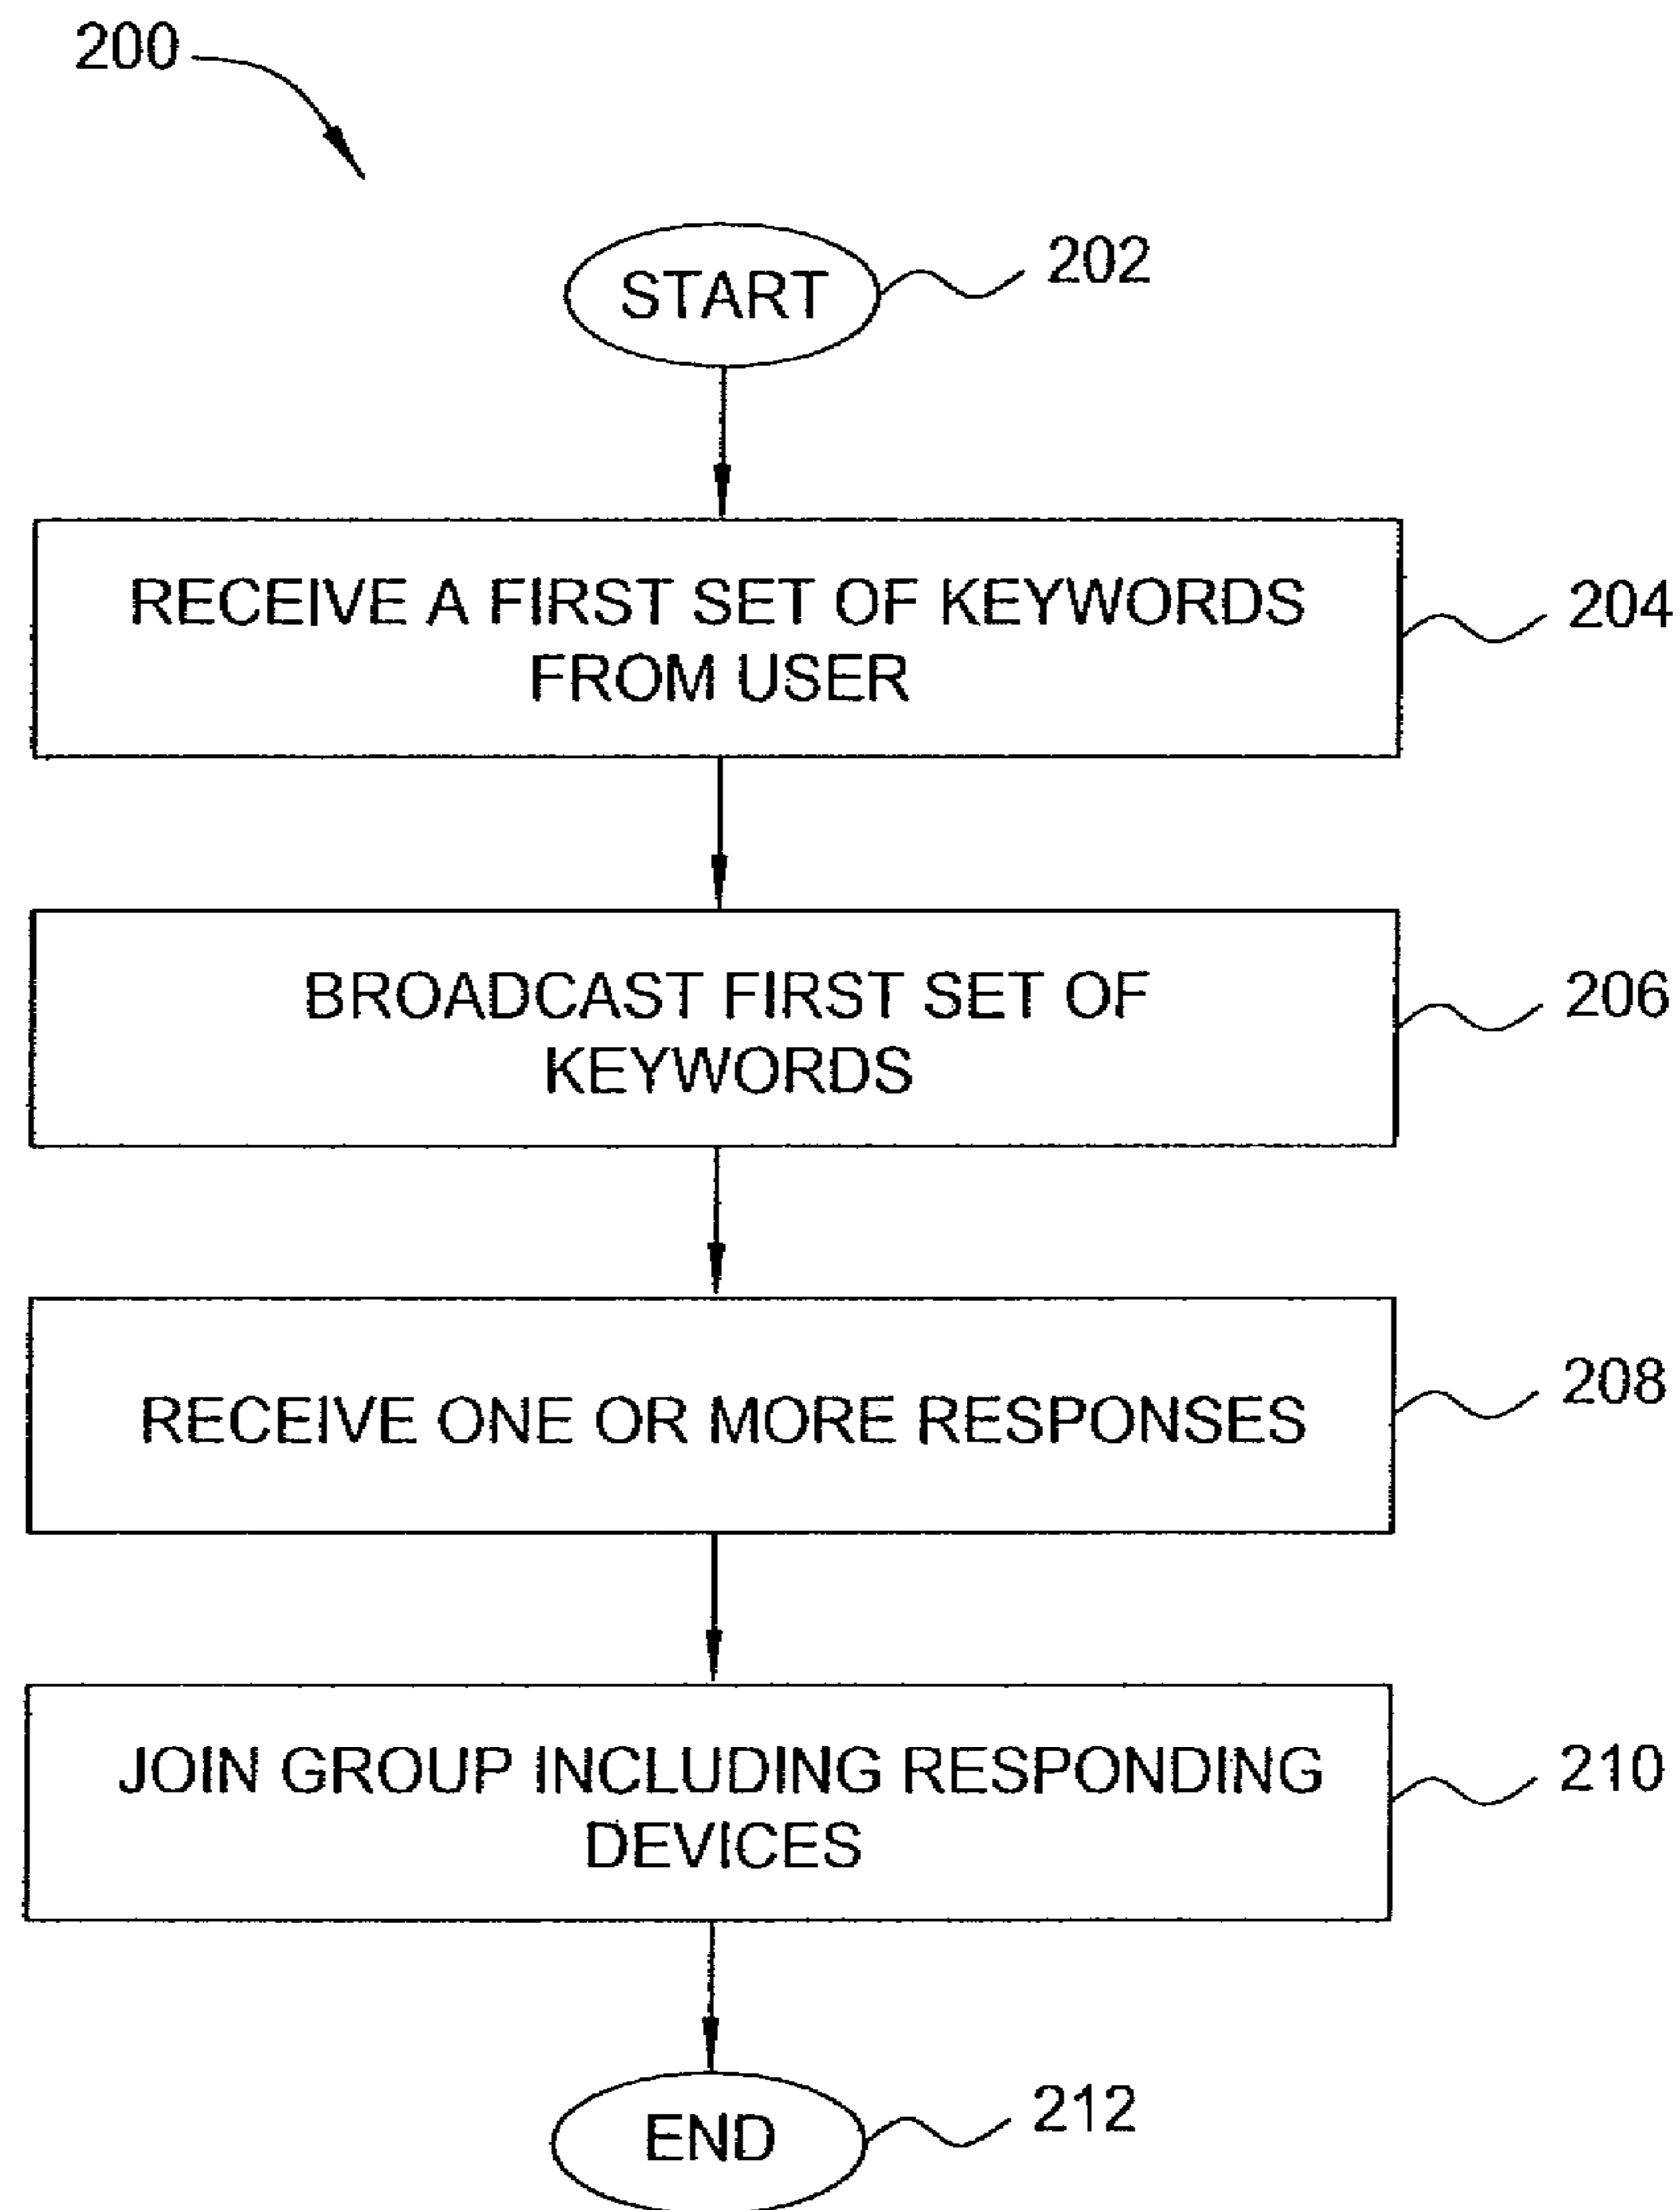 200
START
202
RECEIVE A FIRST SET OF KEYWORDS
FROM USER
204
BROADCAST FIRST SET OF
KEYWORDS
206
RECEIVE ONE OR MORE RESPONSES
208
JOIN GROUP INCLUDING RESPONDING
DEVICES
210
END
212